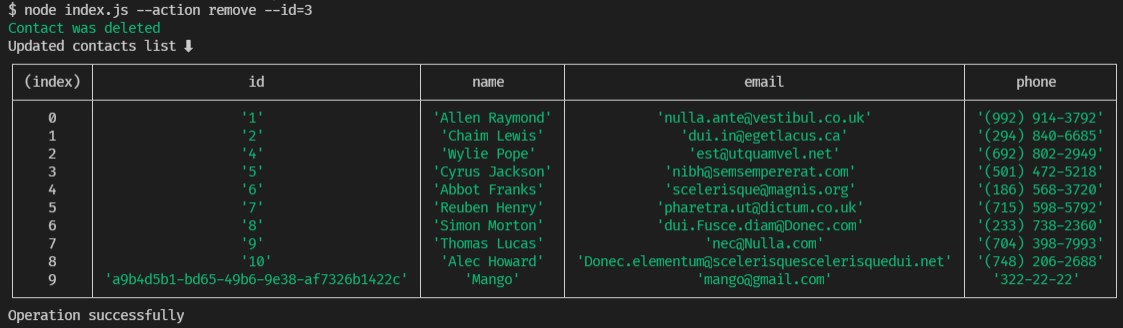 $ node index.js --action remove --id=3
Contact was deleted
Updated contacts list ⬇
(index) id name email phone
0 '1' 'Allen Raymond' 'nulla.ante@vestibul.co.uk' '(992) 914-3792'
1 '2' 'Chaim Lewis' 'dui.in@egetlacus.ca' '(294) 840-6685'
2 '4' 'Wylie Pope' 'est@utquamvel.net' '(692) 802-2949'
3 '5' 'Cyrus Jackson' 'nibh@semsempererat.com' '(501) 472-5218'
4 '6' 'Abbot Franks' 'scelerisque@magnis.org' '(186) 568-3720'
5 '7' 'Reuben Henry' 'pharetra.ut@dictum.co.uk' '(715) 598-5792'
6 '8' 'Simon Morton' 'dui.Fusce.diam@Donec.com' '(233) 738-2360'
7 '9' 'Thomas Lucas' 'nec@Nulla.com' '(704) 398-7993'
8 '10' 'Alec Howard' 'Donec.elementum@scelerisquescelerisquedui.net' '(748) 206-2688'
9 'a9b4d5b1-bd65-49b6-9e38-af7326b1422c' 'Mango' 'mango@gmail.com' '322-22-22'
Operation successfully